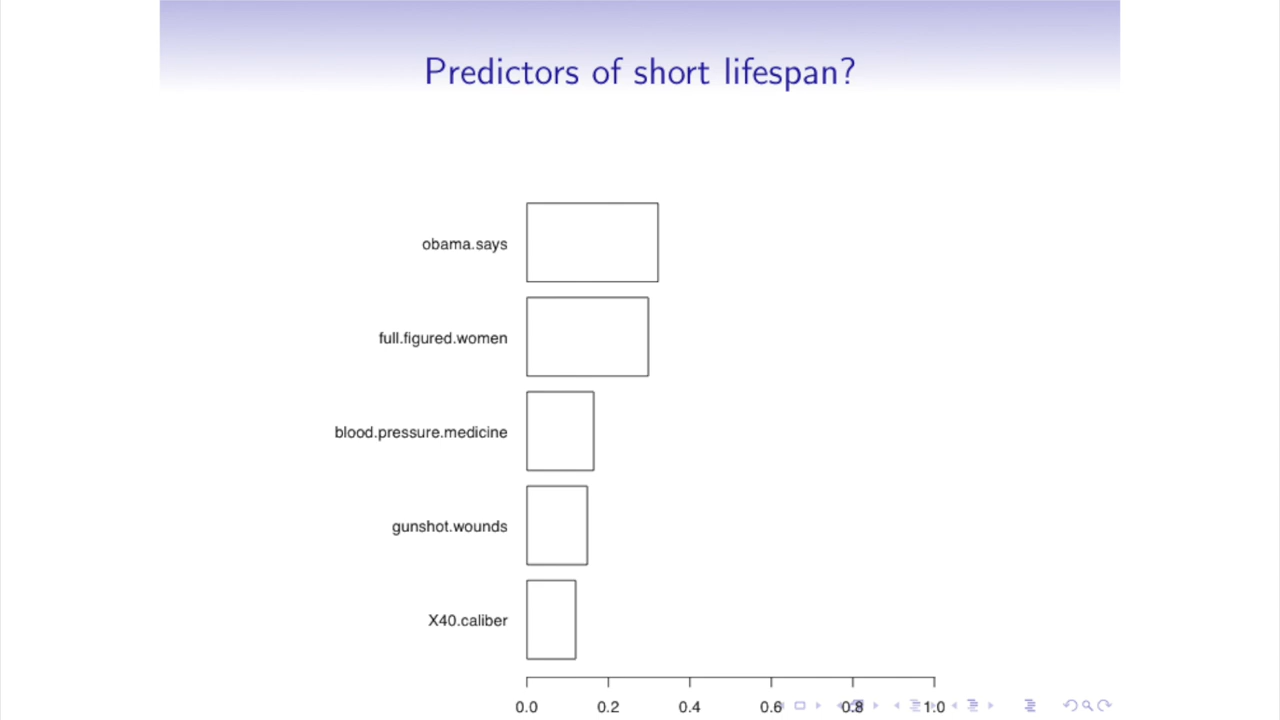 Predictors of short lifespan?
obama.says
full.figured.women
blood.pressure.medicine
gunshot.wounds
X40.caliber
0.0 0.2 0.4 0.6 0.8 1.0